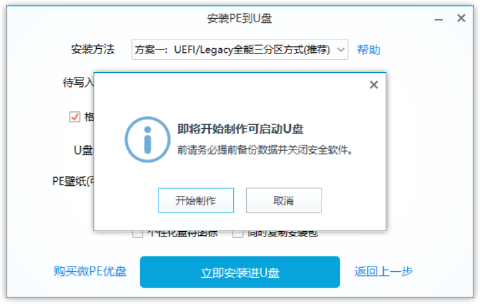 安装PE到U盘
安装方法
方案一：UEFI/Legacy全能三分区方式(推荐)
帮助
待写入
格
U盘
PE壁纸(可
即将开始制作可启动U盘
前请务必提前备份数据并关闭安全软件。
开始制作
取消
个性化盘符图标
同时复制安装包
购买微PE优盘
立即安装进U盘
返回上一步